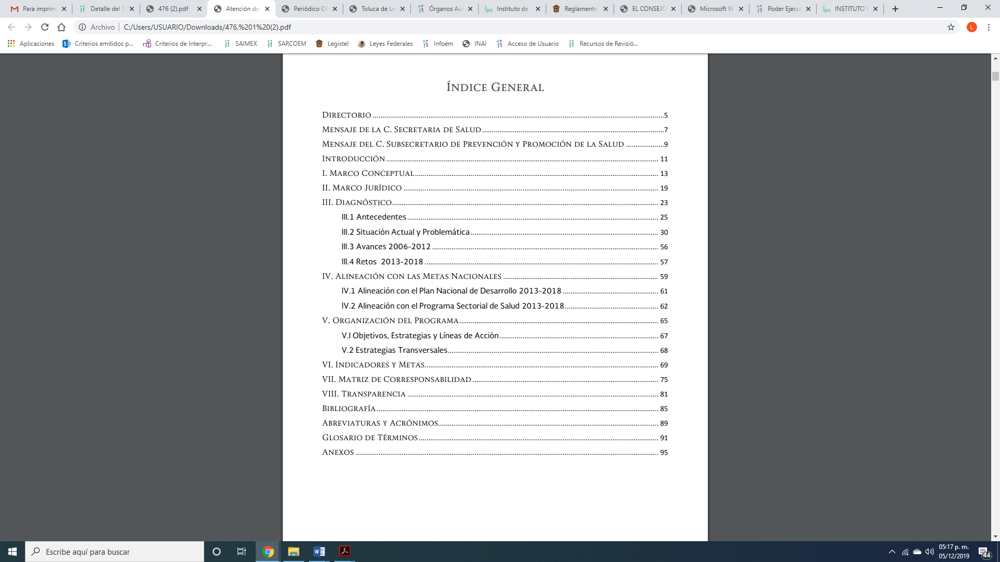 Para imprim
Detalle del S
476 (2).pdf
Atención de
Periódico Of
Toluca de Le
Órganos Aut
Instituto de
Reglamento
EL CONSEJO
Microsoft W
Poder Ejecut
INSTITUTO D
Archivo
C:/Users/USUARIO/Downloads/476.%201%20(2).pdf
L
Aplicaciones
Criterios emitidos p...
Criterios de Interpr...
SAIMEX
SARCOEM
Legistel
Leyes Federales
Infoem
INAI
Acceso de Usuario
Recursos de Revisió...
Índice General
Directorio 5
Mensaje de la C. Secretaria de Salud 7
Mensaje del C. Subsecretario de Prevención y Promoción de la Salud 9
Introducción 11
I. Marco Conceptual 13
II. Marco Jurídico 19
III. Diagnóstico 23
III.1 Antecedentes 25
III.2 Situación Actual y Problemática 30
III.3 Avances 2006-2012 56
III.4 Retos 2013-2018 57
IV. Alineación con las Metas Nacionales 59
IV.1 Alineación con el Plan Nacional de Desarrollo 2013-2018 61
IV.2 Alineación con el Programa Sectorial de Salud 2013-2018 62
V. Organización del Programa 65
V.I Objetivos, Estrategias y Líneas de Acción 67
V.2 Estrategias Transversales 68
VI. Indicadores y Metas 69
VII. Matriz de Corresponsabilidad 75
VIII. Transparencia 81
Bibliografía 85
Abreviaturas y Acrónimos 89
Glosario de Términos 91
Anexos 95
Escribe aquí para buscar
05:17 p. m.
05/12/2019
44